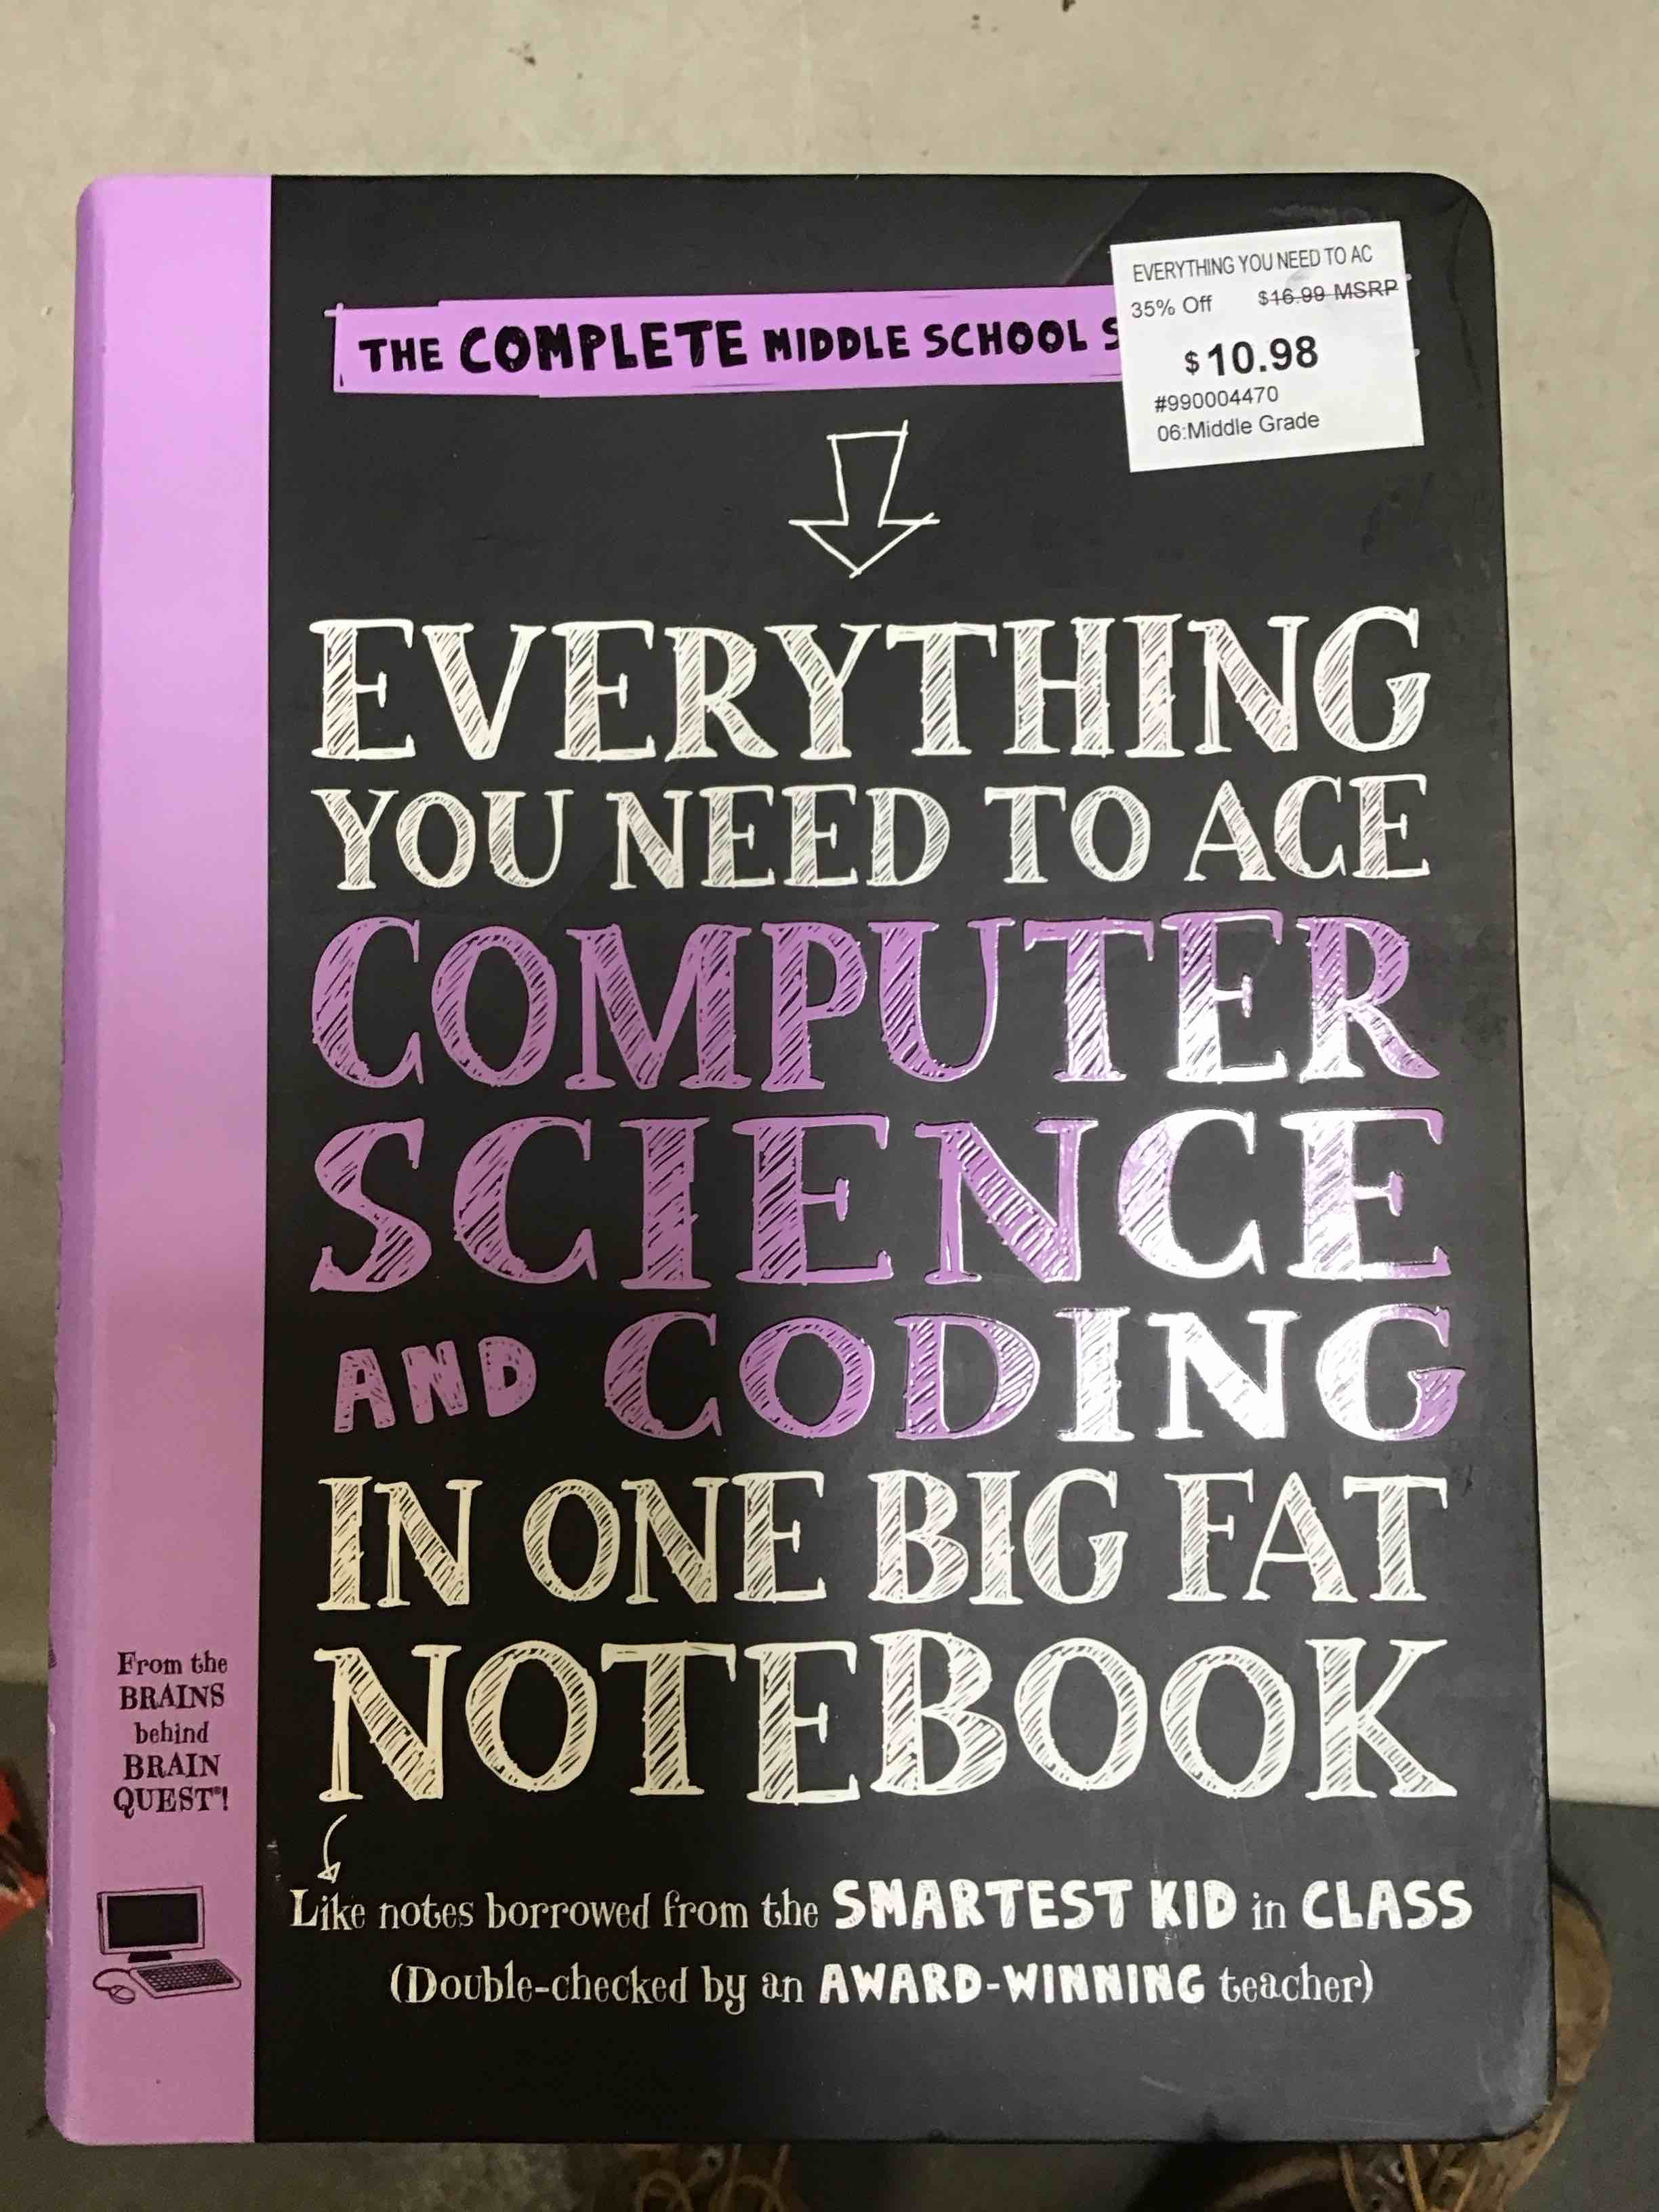 EVERYTHING YOU NEED TO AC
35% Off $16.99 MSRP
$10.98
#990004470
06:Middle Grade
THE COMPLETE MIDDLE SCHOOL S
EVERYTHING
YOU NEED TO ACE
COMPUTER
SCIENCE
AND CODING
IN ONE BIG FAT
NOTEBOOK
Like notes borrowed from the SMARTEST KID in CLASS
(Double-checked by an AWARD-WINNING teacher)
From the
BRAINS
behind
BRAIN
QUEST®!